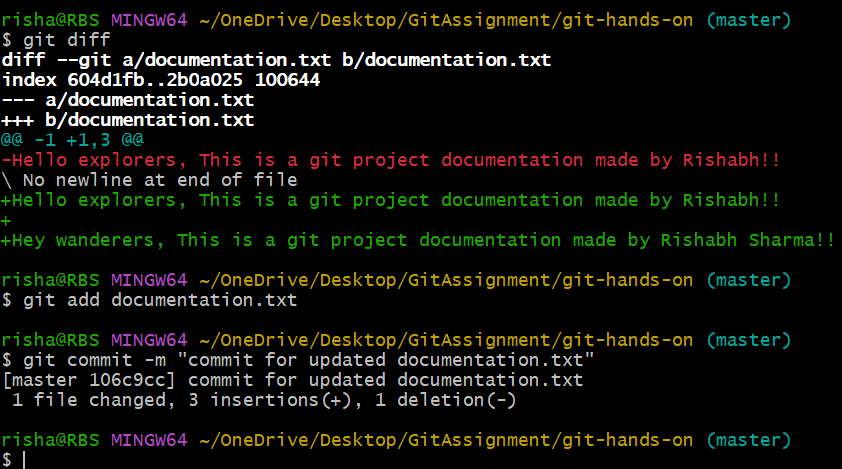 risha@RBS MINGW64 ~/OneDrive/Desktop/GitAssignment/git-hands-on (master)
$ git diff
diff --git a/documentation.txt b/documentation.txt
index 604d1fb..2b0a025 100644
--- a/documentation.txt
+++ b/documentation.txt
@@ -1 +1,3 @@
-Hello explorers, This is a git project documentation made by Rishabh!!
\ No newline at end of file
+Hello explorers, This is a git project documentation made by Rishabh!!
+
+Hey wanderers, This is a git project documentation made by Rishabh Sharma!!
risha@RBS MINGW64 ~/OneDrive/Desktop/GitAssignment/git-hands-on (master)
$ git add documentation.txt
risha@RBS MINGW64 ~/OneDrive/Desktop/GitAssignment/git-hands-on (master)
$ git commit -m "commit for updated documentation.txt"
[master 106c9cc] commit for updated documentation.txt
 1 file changed, 3 insertions(+), 1 deletion(-)
risha@RBS MINGW64 ~/OneDrive/Desktop/GitAssignment/git-hands-on (master)
$